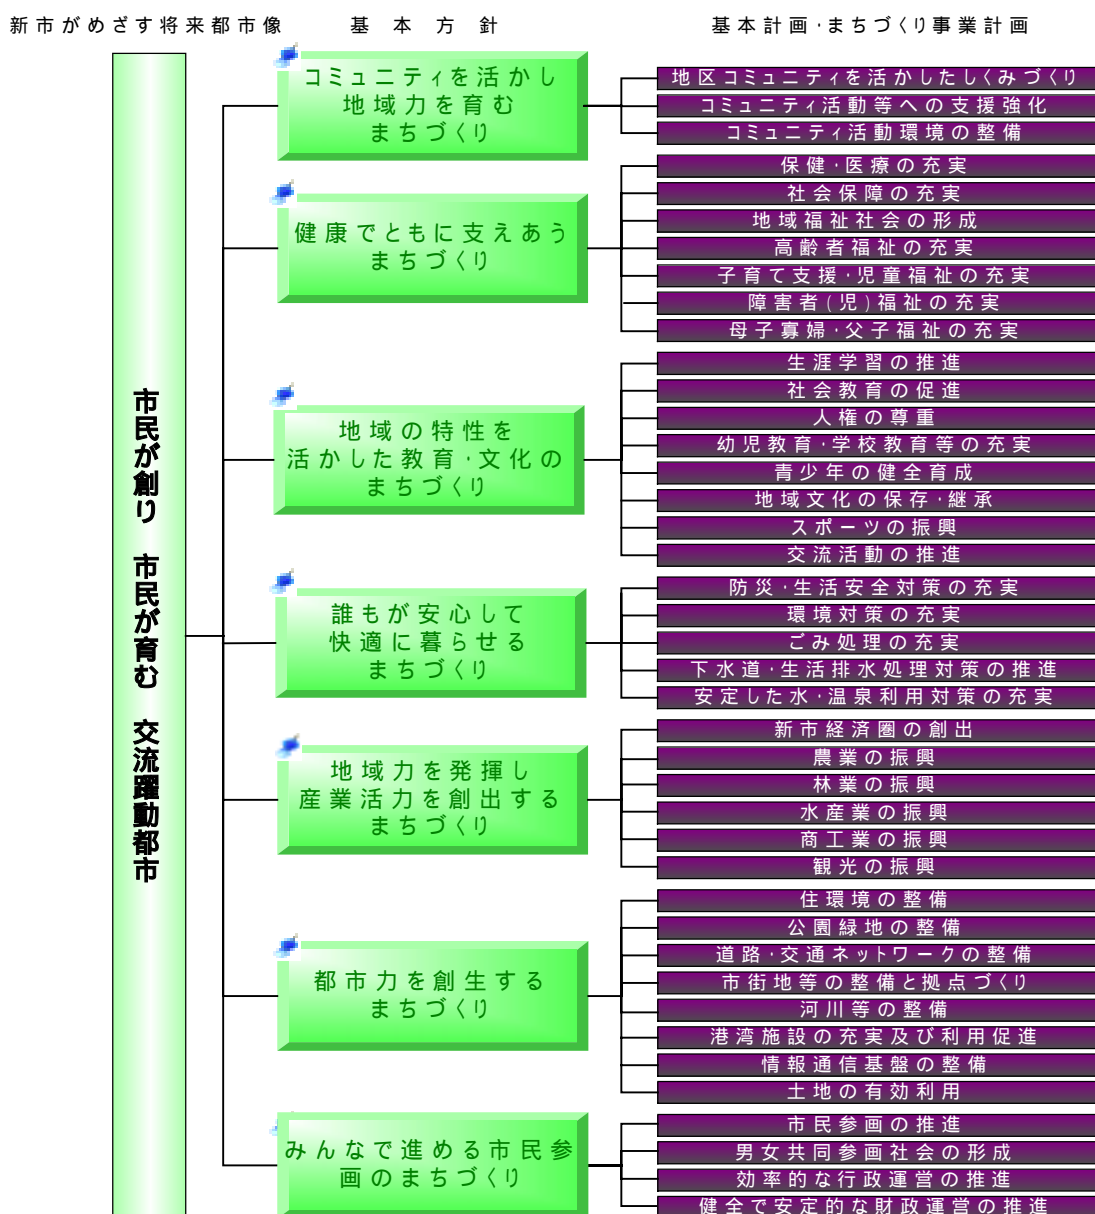 新市がめざす将来都市像
基本方針
基本計画・まちづくり事業計画
市民が創り 市民が育む 交流躍動都市
コミュニティを活かし
地域力を育む
まちづくり
地区コミュニティを活かしたしくみづくり
コミュニティ活動等への支援強化
コミュニティ活動環境の整備
健康でともに支えあう
まちづくり
保健・医療の充実
社会保障の充実
地域福祉社会の形成
高齢者福祉の充実
子育て支援・児童福祉の充実
障害者(児)福祉の充実
母子寡婦・父子福祉の充実
地域の特性を
活かした教育・文化の
まちづくり
生涯学習の推進
社会教育の促進
人権の尊重
幼児教育・学校教育等の充実
青少年の健全育成
地域文化の保存・継承
スポーツの振興
交流活動の推進
誰もが安心して
快適に暮らせる
まちづくり
防災・生活安全対策の充実
環境対策の充実
ごみ処理の充実
下水道・生活排水処理対策の推進
安定した水・温泉利用対策の充実
地域力を発揮し
産業活力を創出する
まちづくり
新市経済圏の創出
農業の振興
林業の振興
水産業の振興
商工業の振興
観光の振興
都市力を創生する
まちづくり
住環境の整備
公園緑地の整備
道路・交通ネットワークの整備
市街地等の整備と拠点づくり
河川等の整備
港湾施設の充実及び利用促進
情報通信基盤の整備
土地の有効利用
みんなで進める市民参
画のまちづくり
市民参画の推進
男女共同参画社会の形成
効率的な行政運営の推進
健全で安定的な財政運営の推進